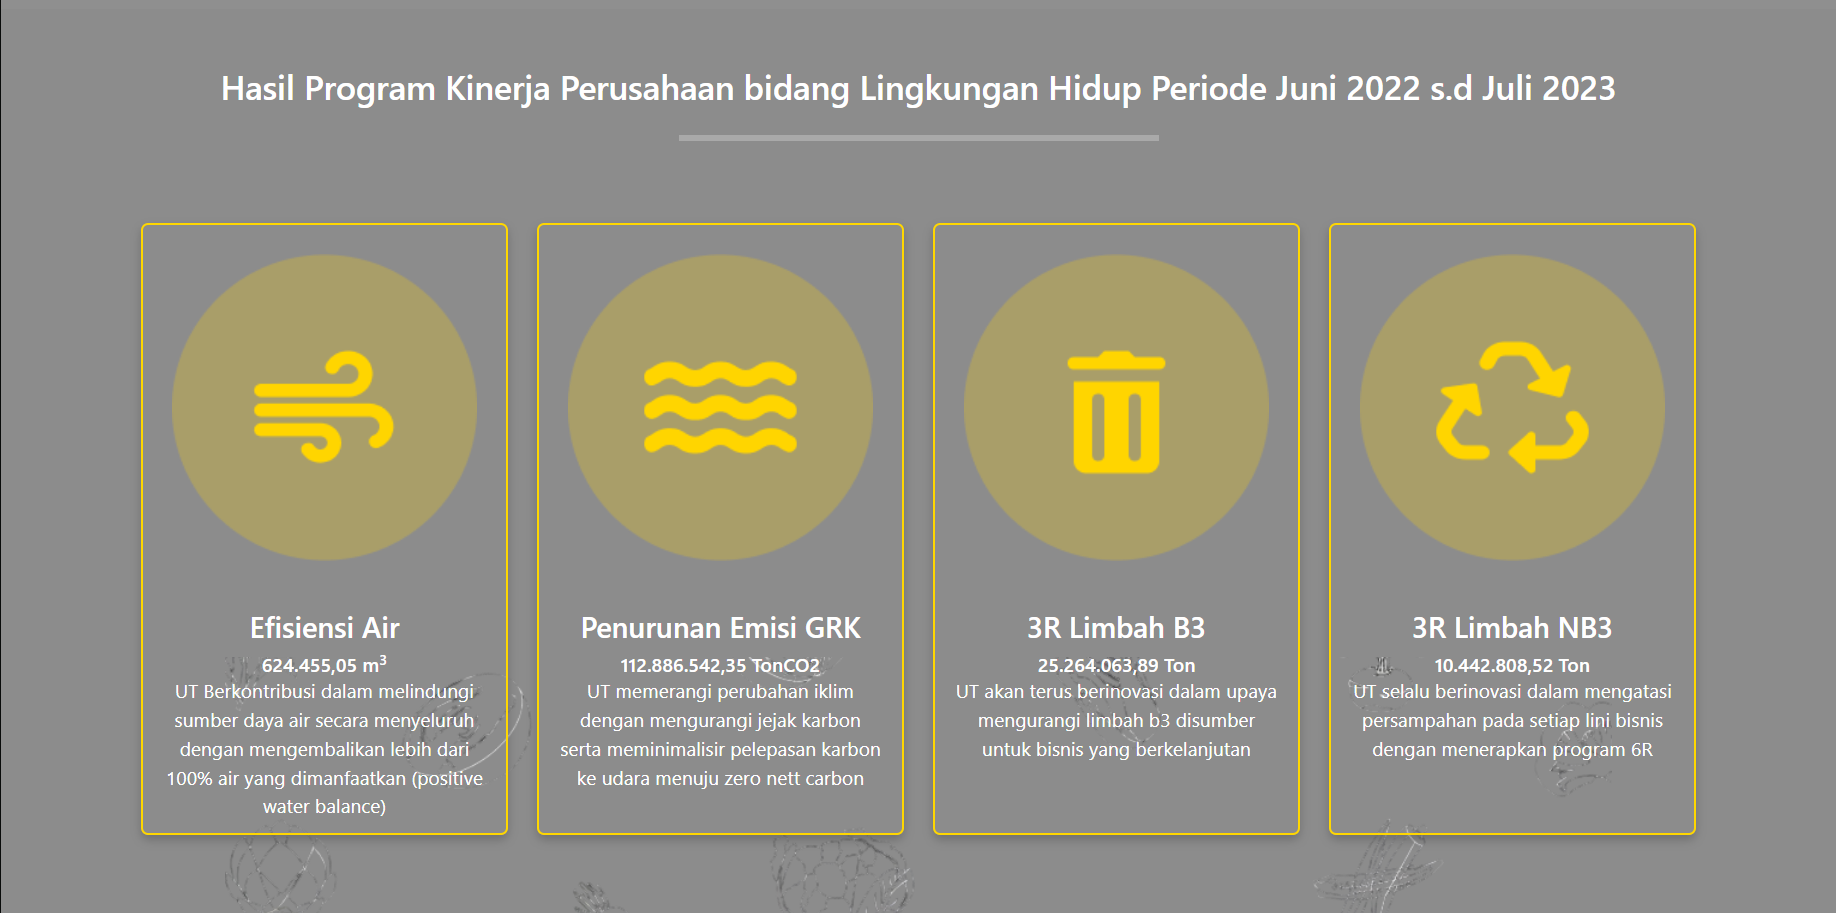 Hasil Program Kinerja Perusahaan bidang Lingkungan Hidup Periode Juni 2022 s.d Juli 2023
Efisiensi Air
624.455,05 m³
UT Berkontribusi dalam melindungi
sumber daya air secara menyeluruh
dengan mengembalikan lebih dari
100% air yang dimanfaatkan (positive
water balance)
Penurunan Emisi GRK
112.886.542,35 TonCO2
UT memerangi perubahan iklim
dengan mengurangi jejak karbon
serta meminimalisir pelepasan karbon
ke udara menuju zero nett carbon
3R Limbah B3
25.264.063,89 Ton
UT akan terus berinovasi dalam upaya
mengurangi limbah b3 disumber
untuk bisnis yang berkelanjutan
3R Limbah NB3
10.442.808,52 Ton
UT selalu berinovasi dalam mengatasi
persampahan pada setiap lini bisnis
dengan menerapkan program 6R